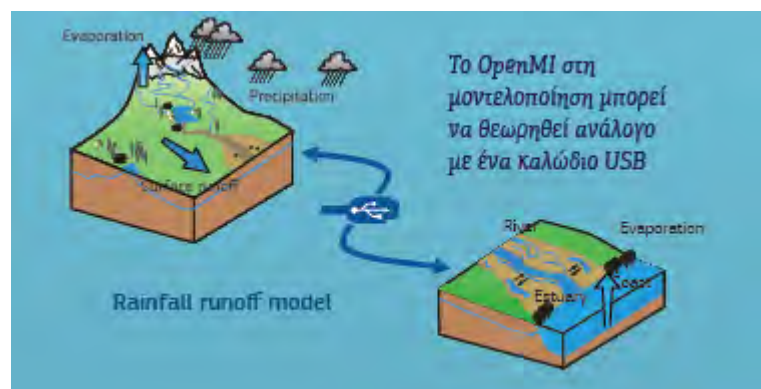 Evaporation
Precipitation
Surface runoff
Το OpenMI στη
μοντελοποίηση μπορεί
να θεωρηθεί ανάλογο
με ένα καλώδιο USB
River
Evaporation
Coast
Estuary
Rainfall runoff model